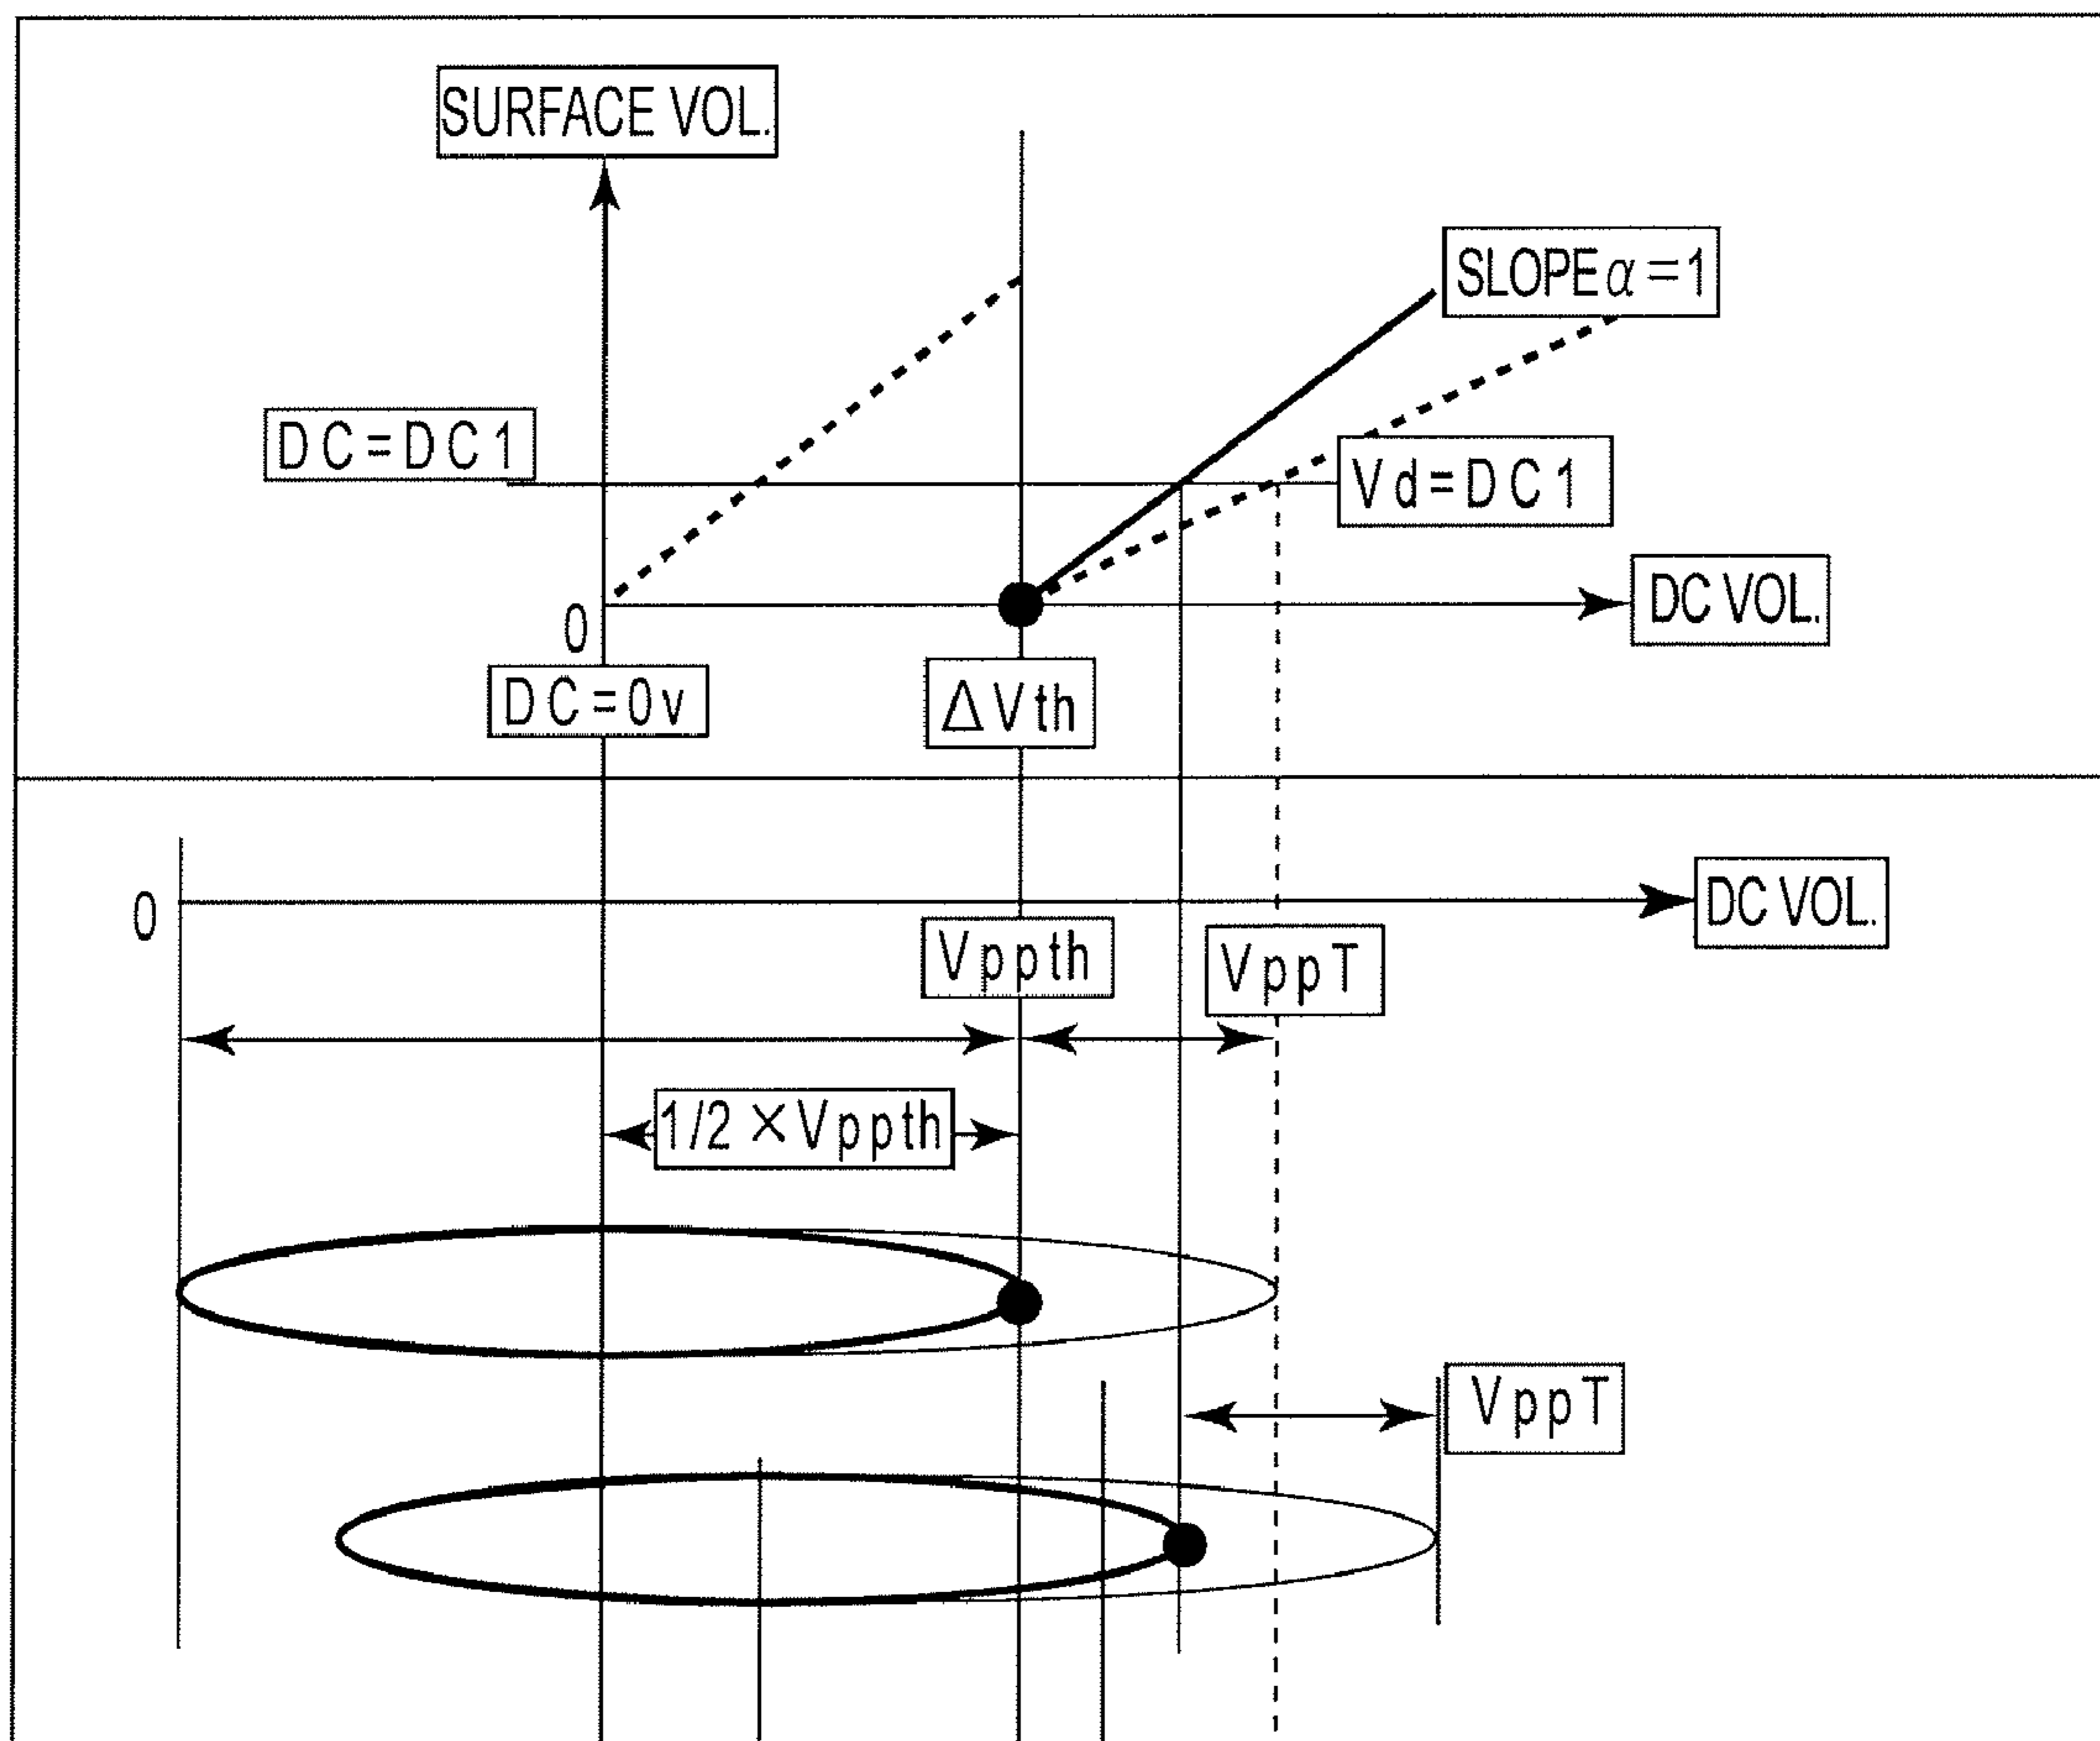 SURFACE VOL.
SLOPE α = 1
DC=DC1
Vd=DC1
DC VOL.
0
DC=0v
ΔVth
DC VOL.
0
Vppth
VppT
1/2 × Vppth
VppT